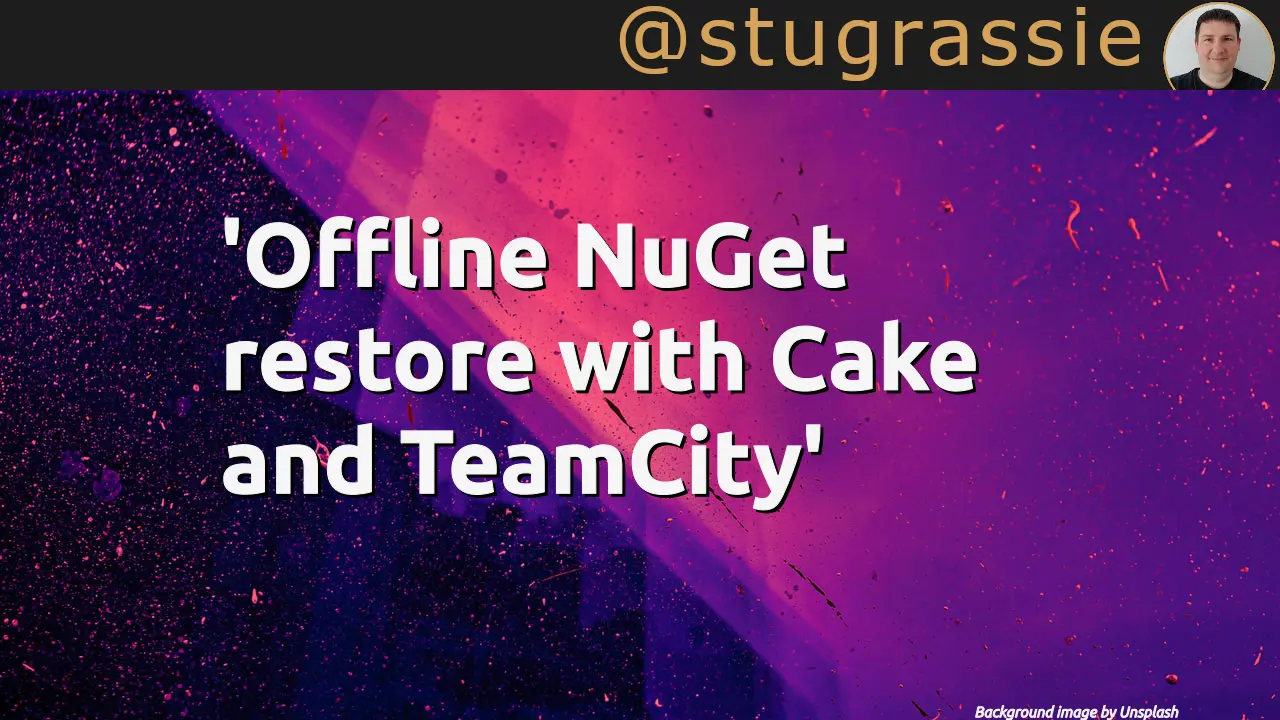 @stugrassie
'Offline NuGet
restore with Cake
and TeamCity'
Background image by Unsplash